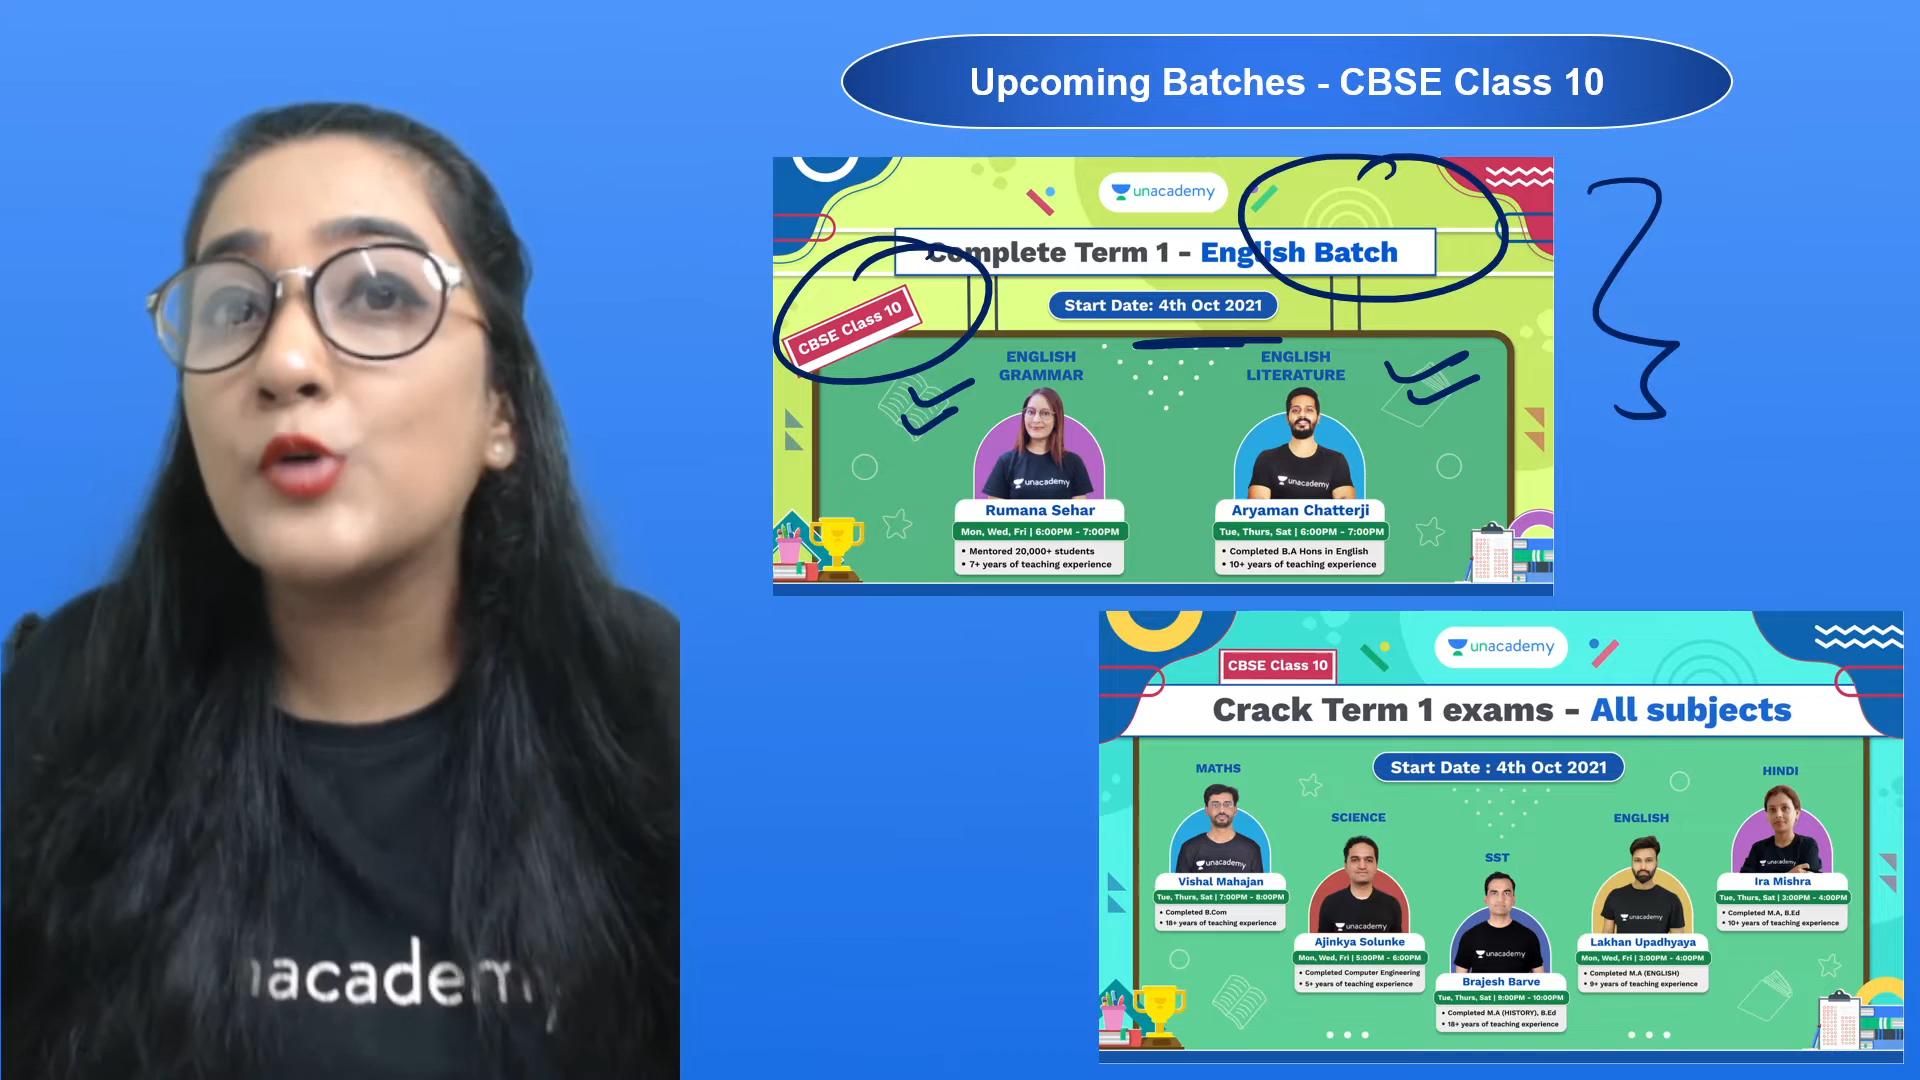 Upcoming Batches - CBSE Class 10
unacademy
Complete Term 1 - English Batch
Start Date: 4th Oct 2021
CBSE Class 10
ENGLISH
GRAMMAR
unacademy
Rumana Sehar
Mon, Wed, Fri | 6:00PM - 7:00PM
• Mentored 20,000+ students
• 7+ years of teaching experience
ENGLISH
LITERATURE
unacademy
Aryaman Chatterji
Tue, Thurs, Sat | 6:00PM - 7:00PM
• Completed B.A Hons in English
• 10+ years of teaching experience
unacademy
CBSE Class 10
Crack Term 1 exams - All subjects
Start Date : 4th Oct 2021
MATHS
unacademy
Vishal Mahajan
Tue, Thurs, Sat | 7:00PM - 8:00PM
• Completed B.Com
• 18+ years of teaching experience
SCIENCE
unacademy
Ajinkya Solunke
Mon, Wed, Fri | 5:00PM - 6:00PM
• Completed Computer Engineering
• 5+ years of teaching experience
SST
unacademy
Brajesh Barve
Tue, Thurs, Sat | 9:00PM - 10:00PM
• Completed M.A (HISTORY), B.Ed
• 18+ years of teaching experience
ENGLISH
unacademy
Lakhan Upadhyaya
Mon, Wed, Fri | 3:00PM - 4:00PM
• Completed M.A (ENGLISH)
• 9+ years of teaching experience
HINDI
unacademy
Ira Mishra
Tue, Thurs, Sat | 3:00PM - 4:00PM
• Completed M.A, B.Ed
• 10+ years of teaching experience
unacademy